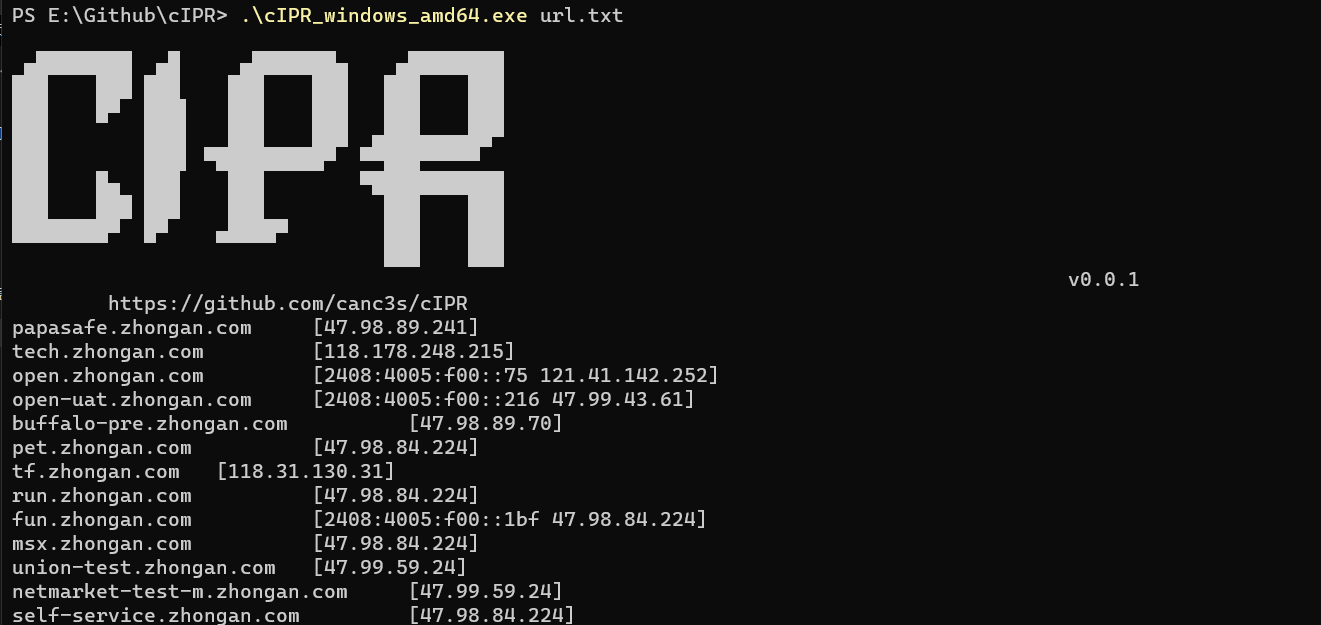 PS E:\Github\cIPR> .\cIPR_windows_amd64.exe url.txt
CIPR
v0.0.1
https://github.com/canc3s/cIPR
papasafe.zhongan.com [47.98.89.241]
tech.zhongan.com [118.178.248.215]
open.zhongan.com [2408:4005:f00::75 121.41.142.252]
open-uat.zhongan.com [2408:4005:f00::216 47.99.43.61]
buffalo-pre.zhongan.com [47.98.89.70]
pet.zhongan.com [47.98.84.224]
tf.zhongan.com [118.31.130.31]
run.zhongan.com [47.98.84.224]
fun.zhongan.com [2408:4005:f00::1bf 47.98.84.224]
msx.zhongan.com [47.98.84.224]
union-test.zhongan.com [47.99.59.24]
netmarket-test-m.zhongan.com [47.99.59.24]
self-service.zhongan.com [47.98.84.224]